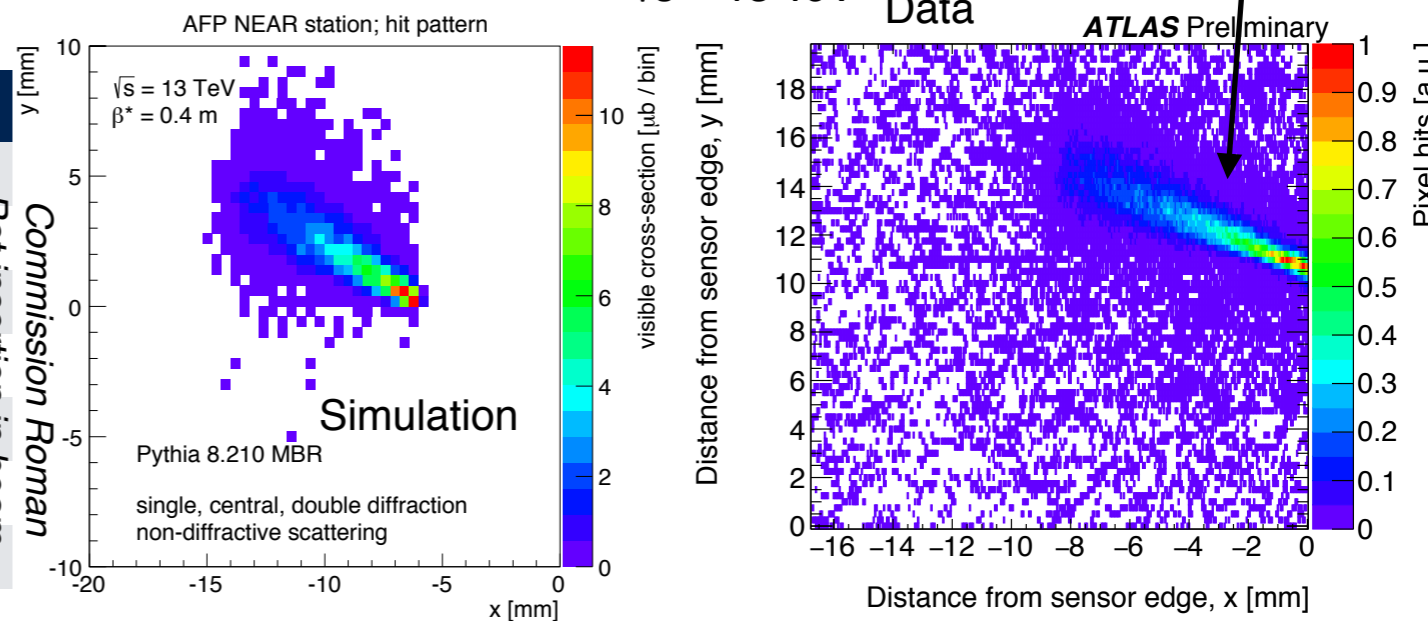 Data
AFP NEAR station; hit pattern
ATLAS Preliminary
y [mm]
√s = 13 TeV
β* = 0.4 m
Simulation
Pythia 8.210 MBR
single, central, double diffraction
non-diffractive scattering
10
5
0
-5
-10
-20
-15
-10
-5
0
x [mm]
10
8
6
4
2
0
visible cross-section [μb / bin]
Commission Roman
Distance from sensor edge, y [mm]
18
16
14
12
10
8
6
4
2
0
−16
−14
−12
−10
−8
−6
−4
−2
0
Distance from sensor edge, x [mm]
1
0.9
0.8
0.7
0.6
0.5
0.4
0.3
0.2
0.1
0
Pixel hits [a.u.]